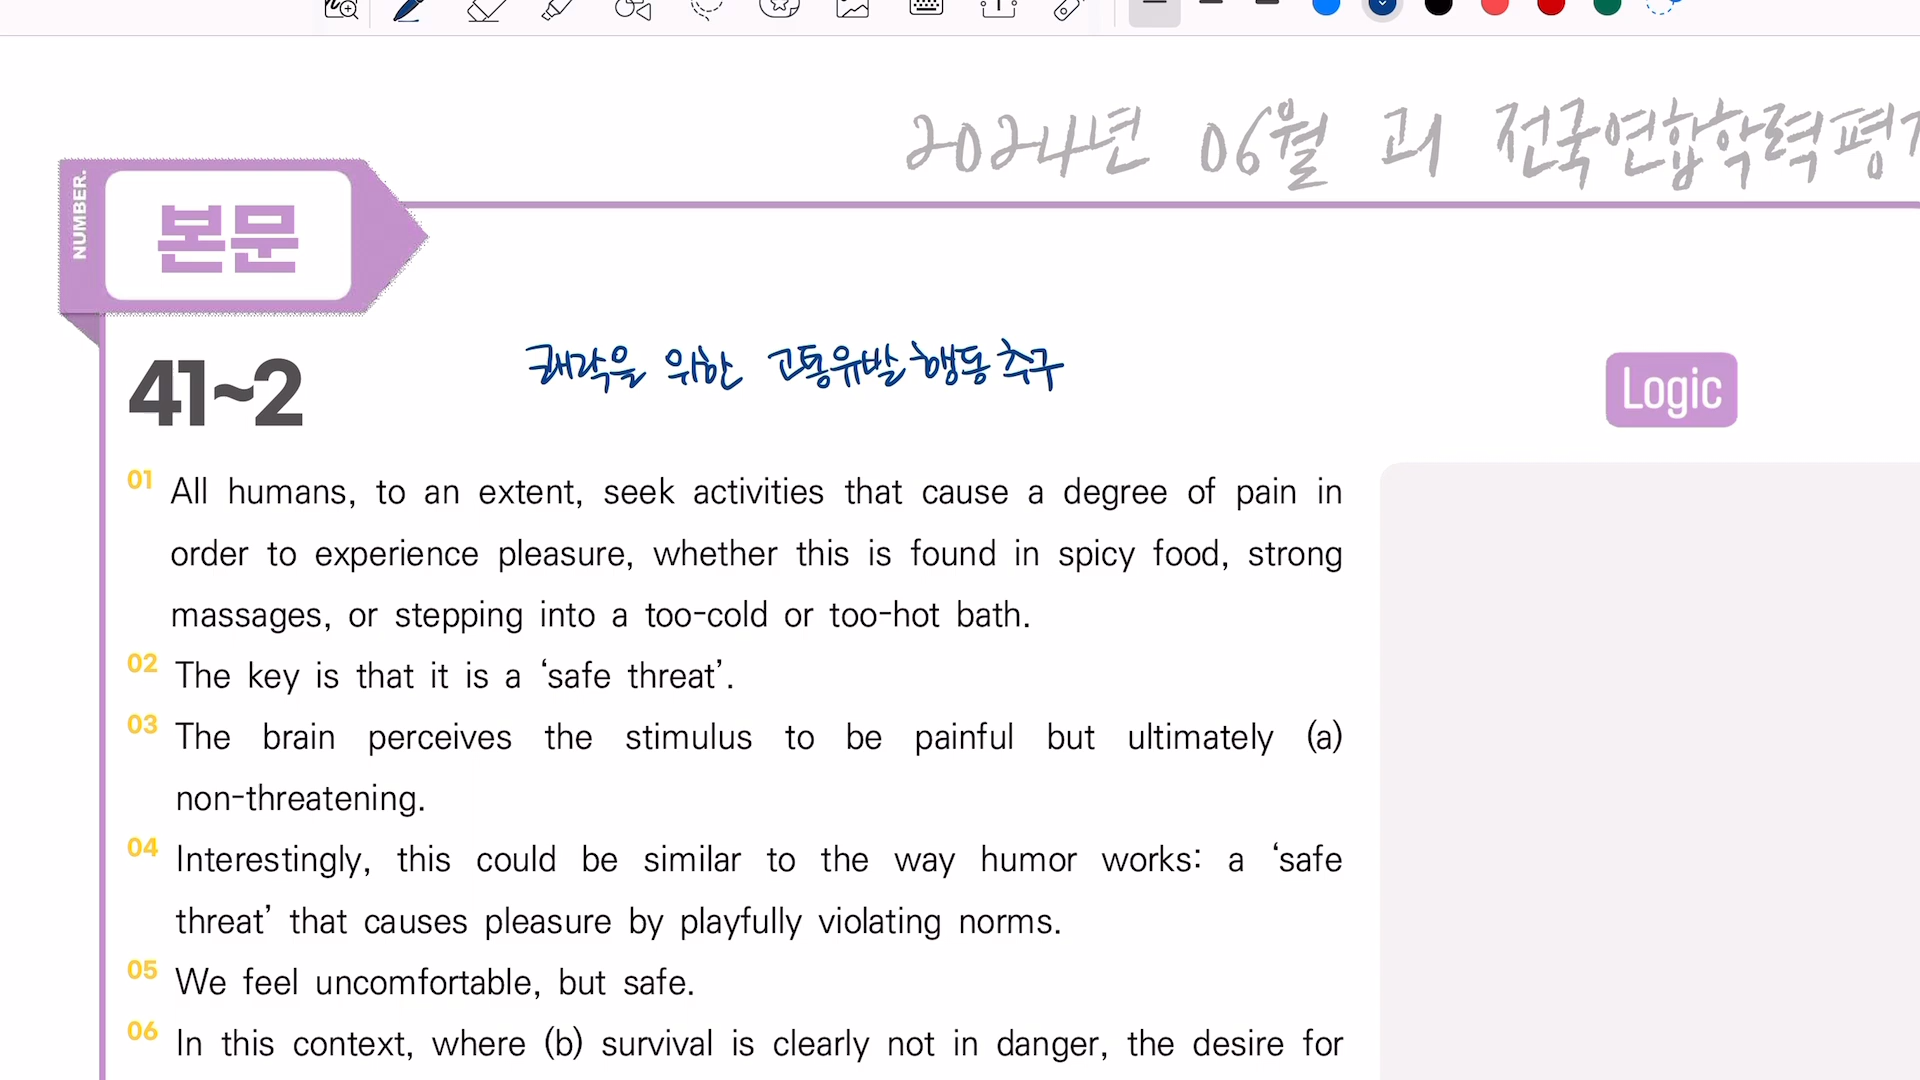 2024년 06월 고1 전국연합학력평
NUMBER.
본문
41~2
쾌락을 위한 고통유발 행동 추구
Logic
01 All humans, to an extent, seek activities that cause a degree of pain in
order to experience pleasure, whether this is found in spicy food, strong
massages, or stepping into a too-cold or too-hot bath.
02 The key is that it is a ‘safe threat’.
03 The brain perceives the stimulus to be painful but ultimately (a)
non-threatening.
04 Interestingly, this could be similar to the way humor works: a ‘safe
threat’ that causes pleasure by playfully violating norms.
05 We feel uncomfortable, but safe.
06 In this context, where (b) survival is clearly not in danger, the desire for